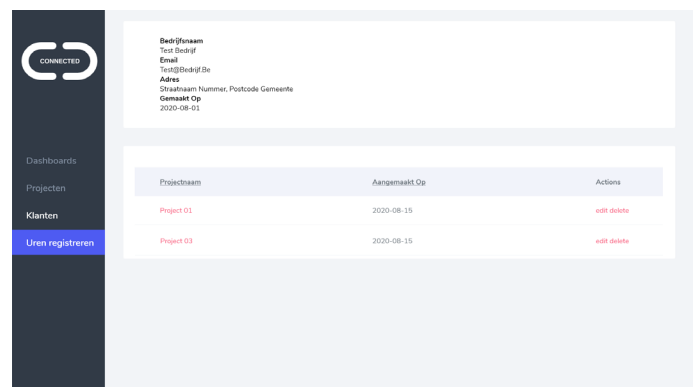 CONNECTED
Dashboards
Projecten
Klanten
Uren registreren
Bedrijfsnaam
Test Bedrijf
Email
Test@Bedrijf.Be
Adres
Straatnaam Nummer, Postcode Gemeente
Gemaakt Op
2020-08-01
Projectnaam Aangemaakt Op Actions
Project 01 2020-08-15 edit delete
Project 03 2020-08-15 edit delete